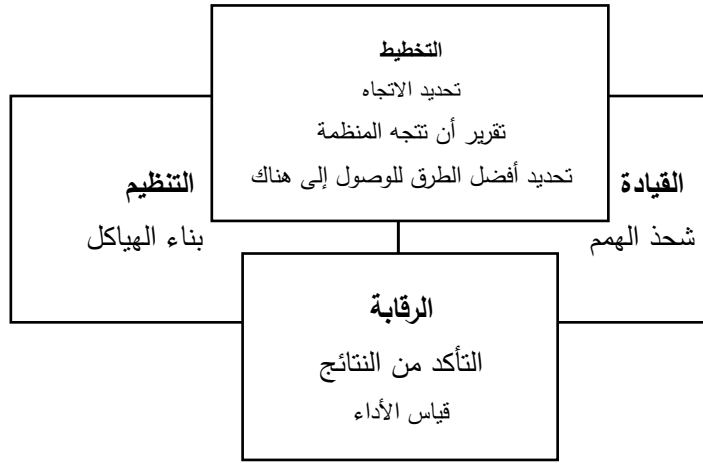 التخطيط
تحديد الاتجاه
تقرير أن تتجه المنظمة
تحديد أفضل الطرق للوصول إلى هناك
القيادة
شحذ الهمم
التنظيم
بناء الهياكل
الرقابة
التأكد من النتائج
قياس الأداء